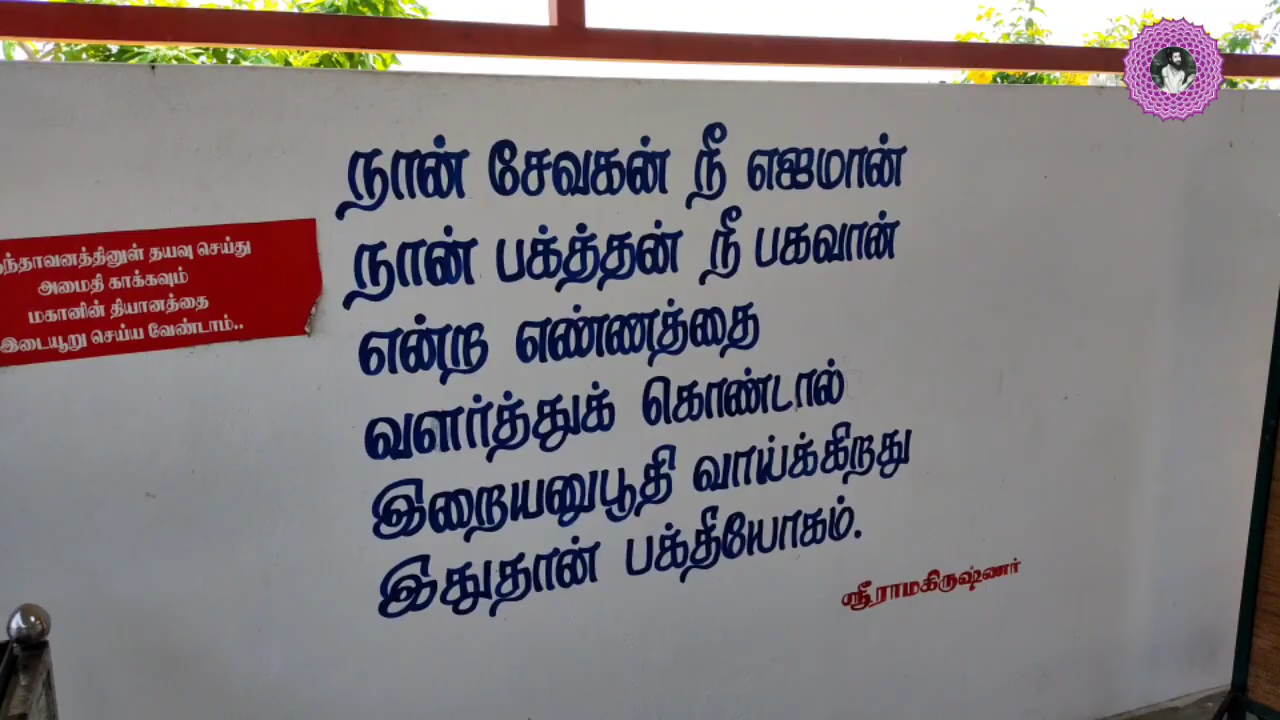 நான் சேவகன் நீ எஜமான்
நான் பக்த்தன் நீ பகவான்
என்ற எண்ணத்தை
வளர்த்துக் கொண்டால்
இறையனுபூதி வாய்க்கிறது
இதுதான் பக்தியோகம்.
ஸ்ரீராமகிருஷ்ணர்
தயவு செய்து
அமைதி காக்கவும்
மகானின் தியானத்தை
இடையூறு செய்ய வேண்டாம்..